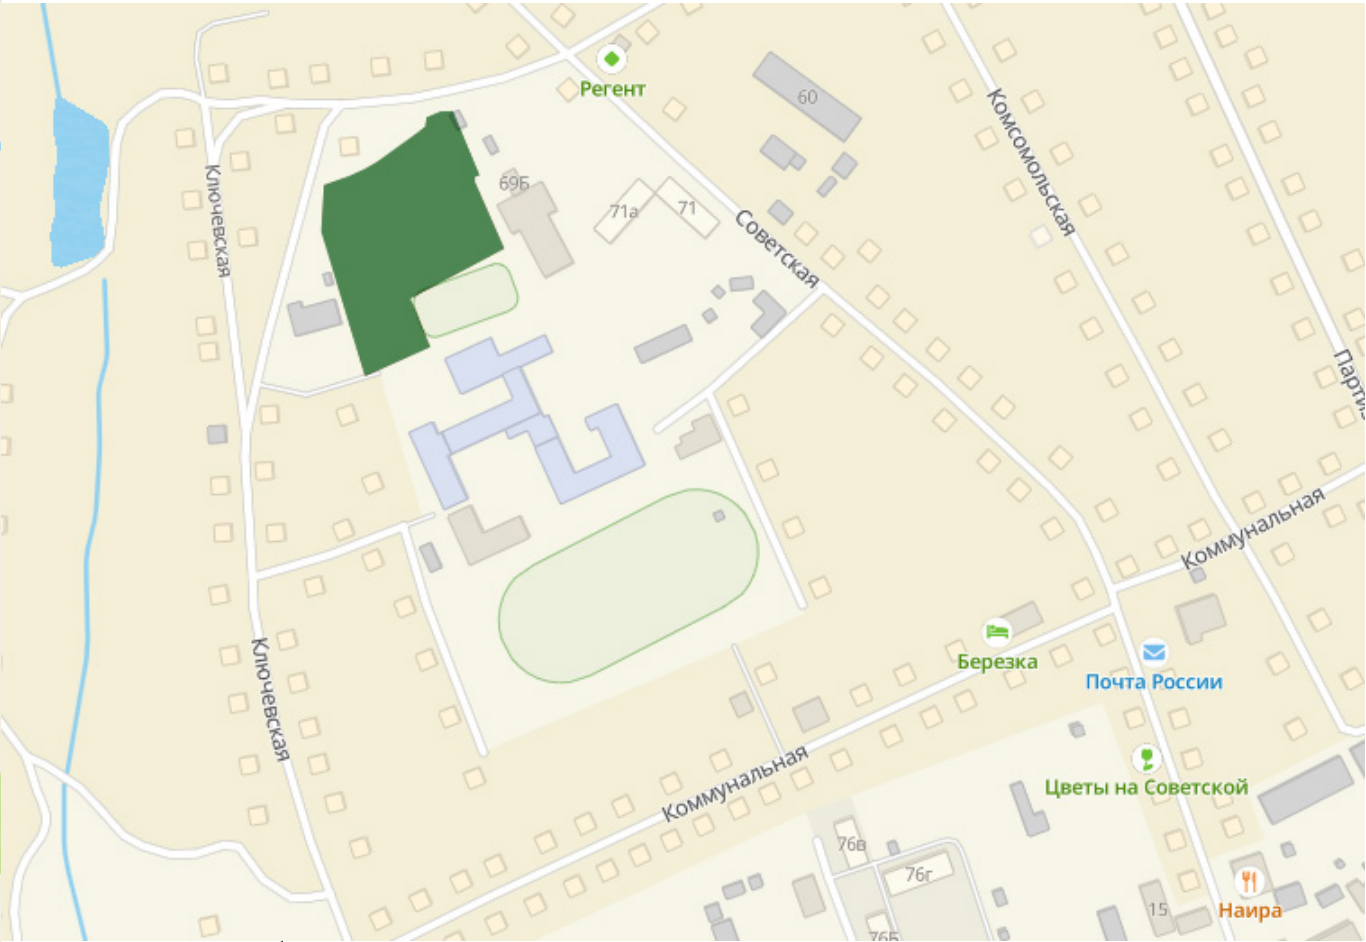 Регент
60
Комсомольская
Ключевская
69Б
71а
71
Советская
Коммунальная
Ключевская
Березка
Почта России
Коммунальная
Цветы на Советской
76в
76г
15
Наира
76Б